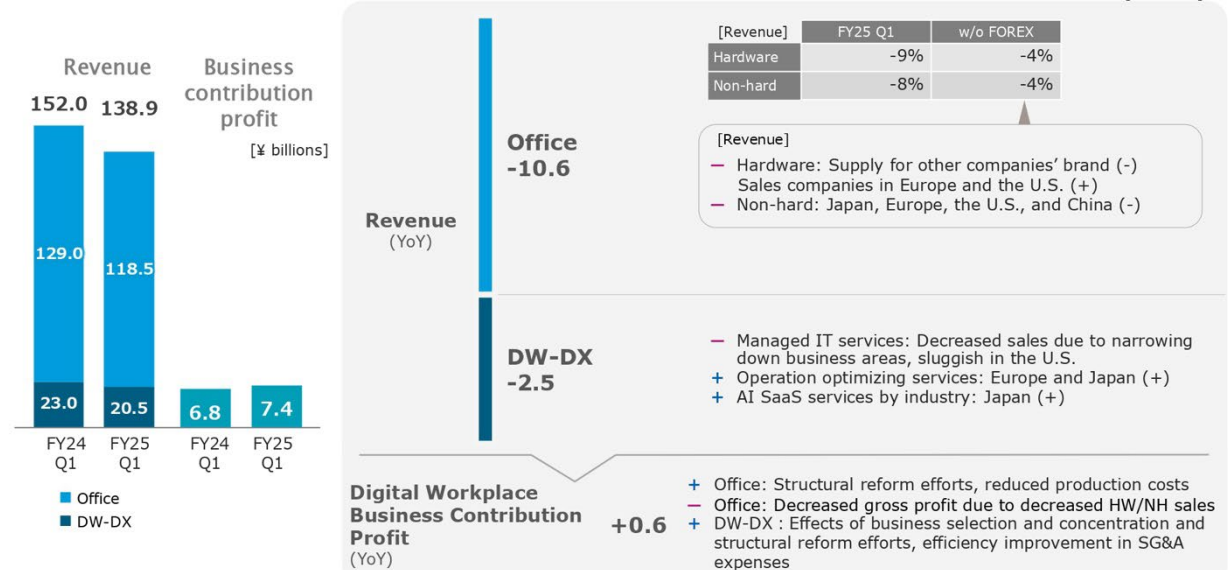 Revenue
Business
contribution
profit
152.0
138.9
[¥ billions]
129.0
118.5
23.0
20.5
6.8
7.4
FY24
Q1
FY25
Q1
FY24
Q1
FY25
Q1
Office
DW-DX
Revenue
(YoY)
Office
-10.6
[Revenue] FY25 Q1 w/o FOREX
Hardware -9% -4%
Non-hard -8% -4%
[Revenue]
− Hardware: Supply for other companies’ brand (-)
Sales companies in Europe and the U.S. (+)
− Non-hard: Japan, Europe, the U.S., and China (-)
DW-DX
-2.5
− Managed IT services: Decreased sales due to narrowing
down business areas, sluggish in the U.S.
+ Operation optimizing services: Europe and Japan (+)
+ AI SaaS services by industry: Japan (+)
Digital Workplace
Business Contribution
Profit
(YoY)
+0.6
+ Office: Structural reform efforts, reduced production costs
− Office: Decreased gross profit due to decreased HW/NH sales
+ DW-DX : Effects of business selection and concentration and
structural reform efforts, efficiency improvement in SG&A
expenses